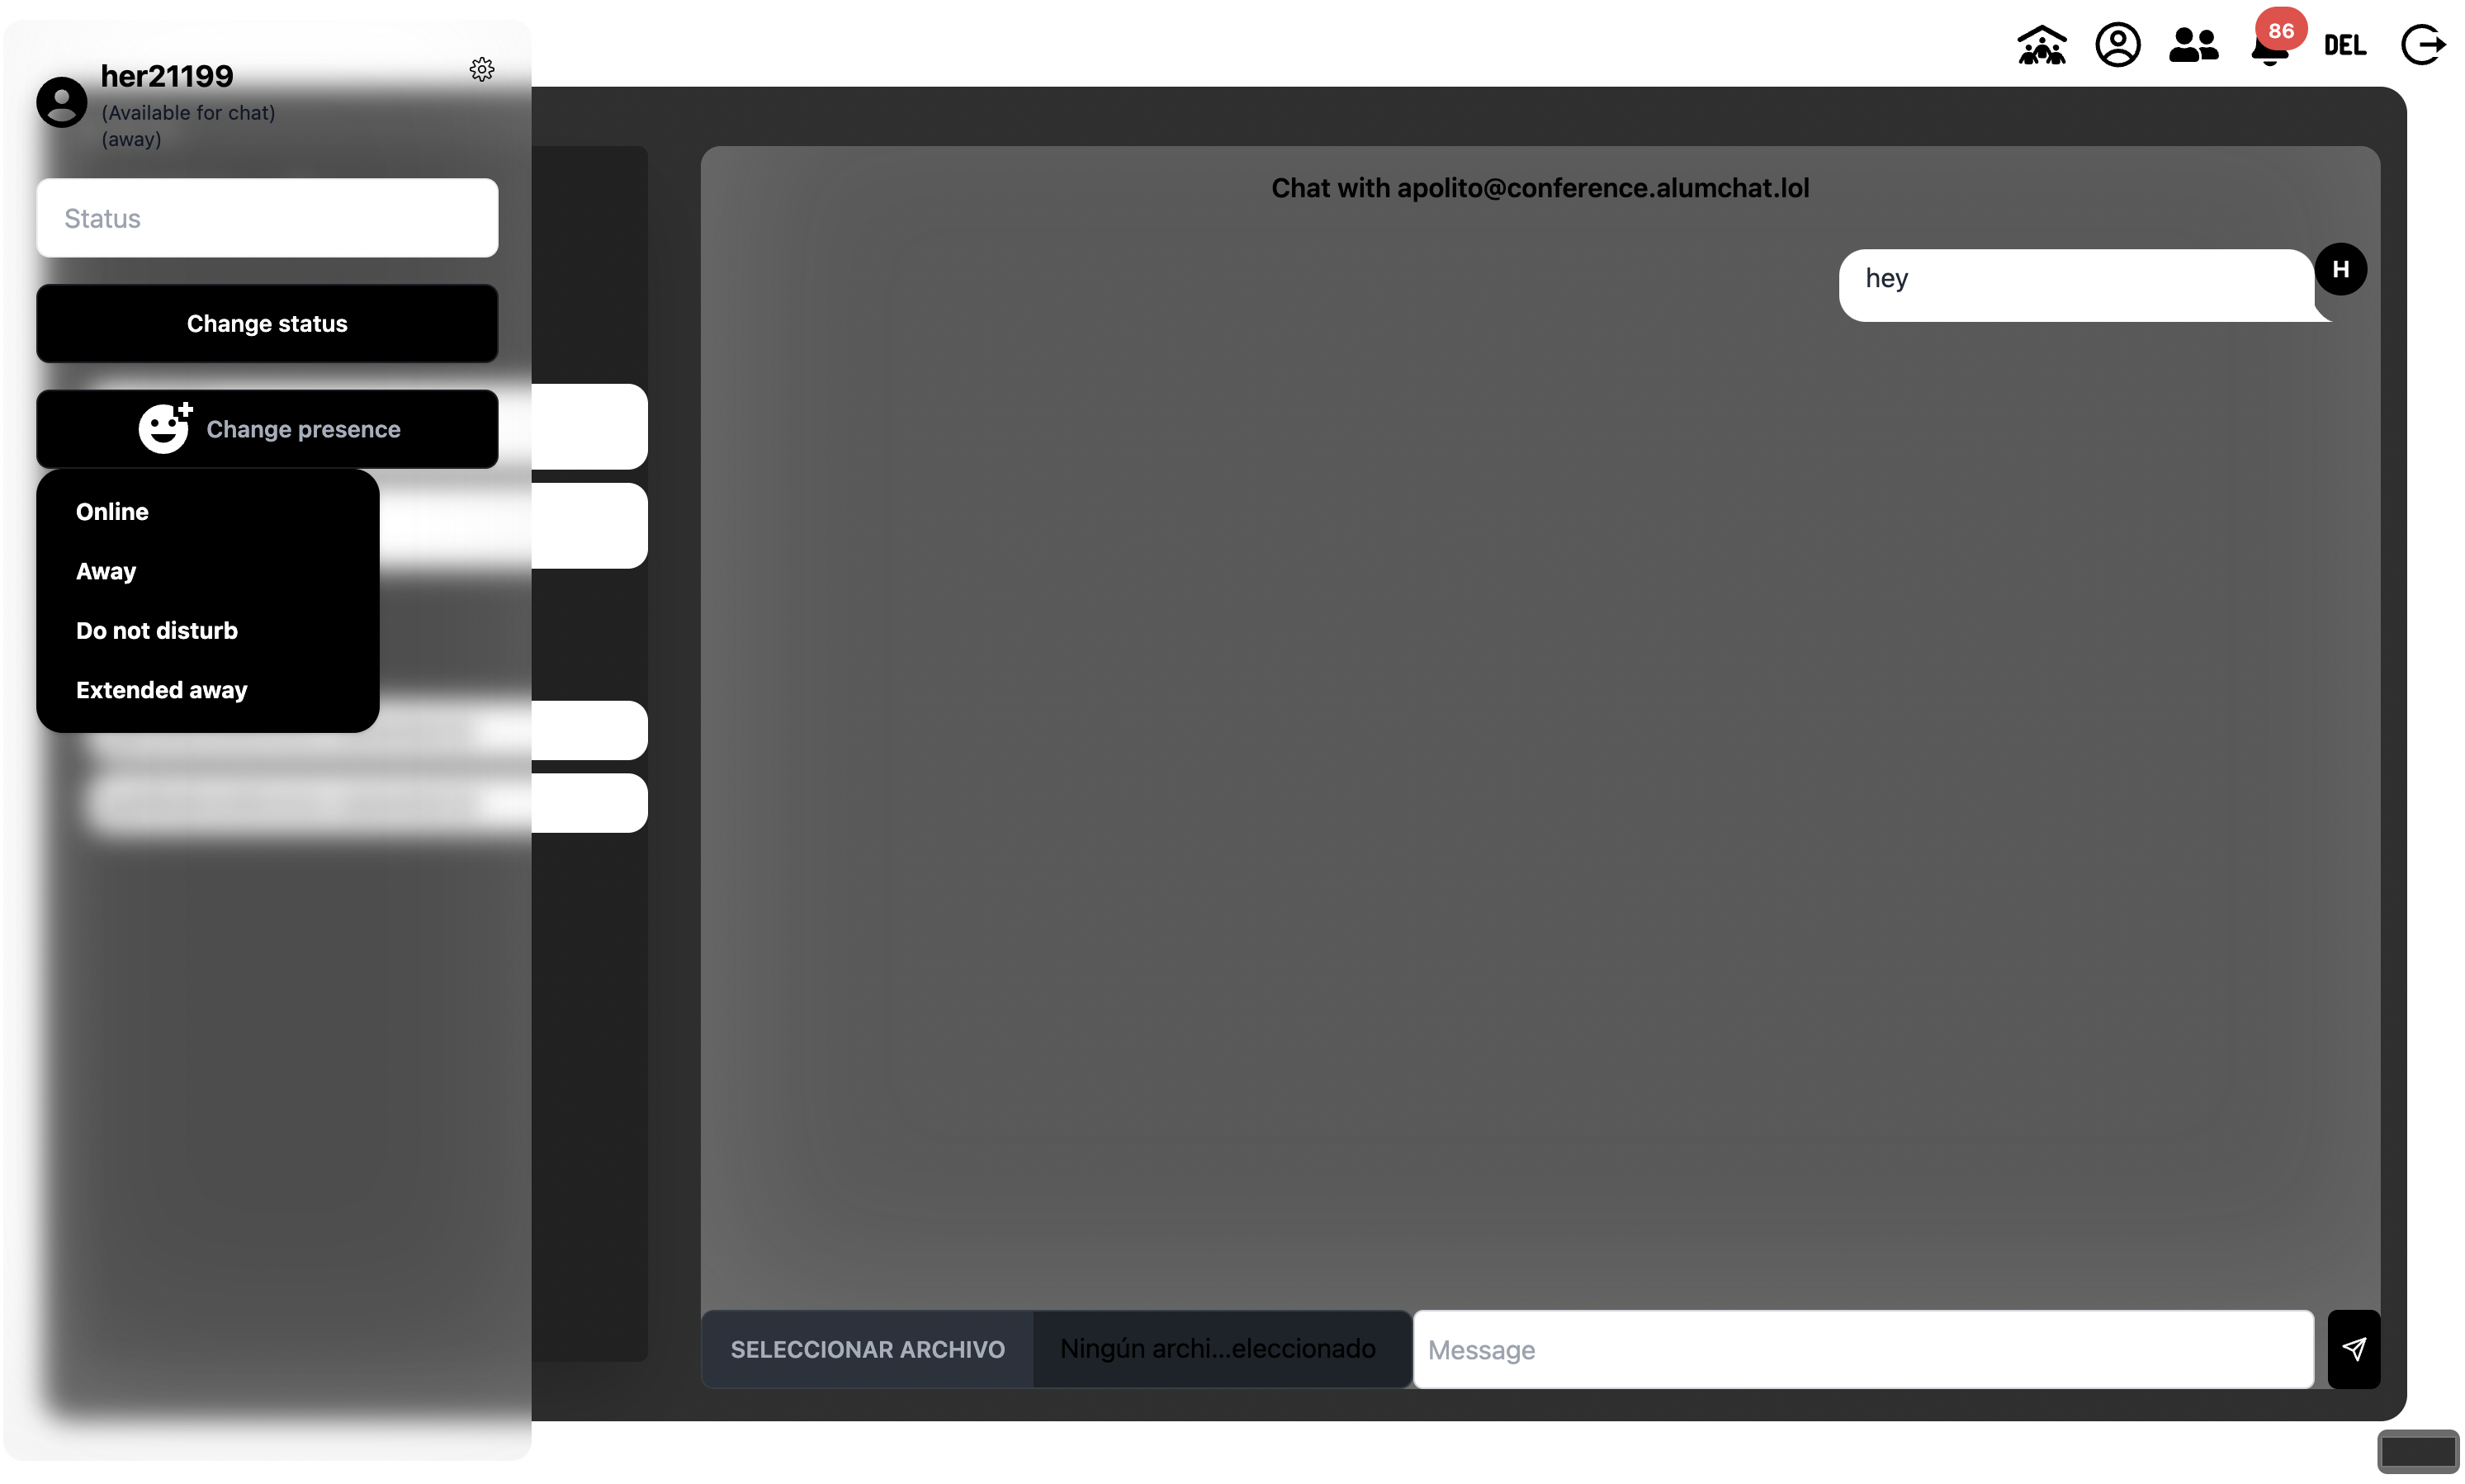 86
DEL
her21199
(Available for chat)
(away)
Status
Change status
Change presence
Online
Away
Do not disturb
Extended away
Chat with apolito@conference.alumchat.lol
hey
H
SELECCIONAR ARCHIVO
Ningún archi...eleccionado
Message